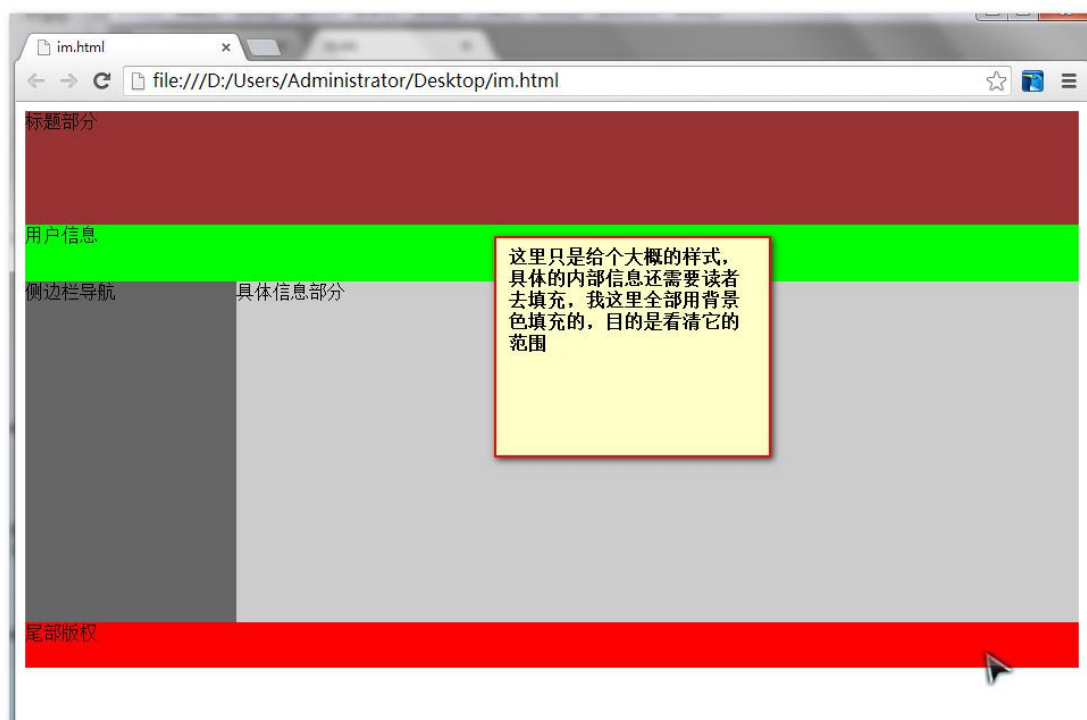 im.html
file:///D:/Users/Administrator/Desktop/im.html
标题部分
用户信息
这里只是给个大概的样式，
具体的内部信息还需要读者
去填充，我这里全部用背景
色填充的，目的是看清它的
范围
侧边栏导航
具体信息部分
尾部版权